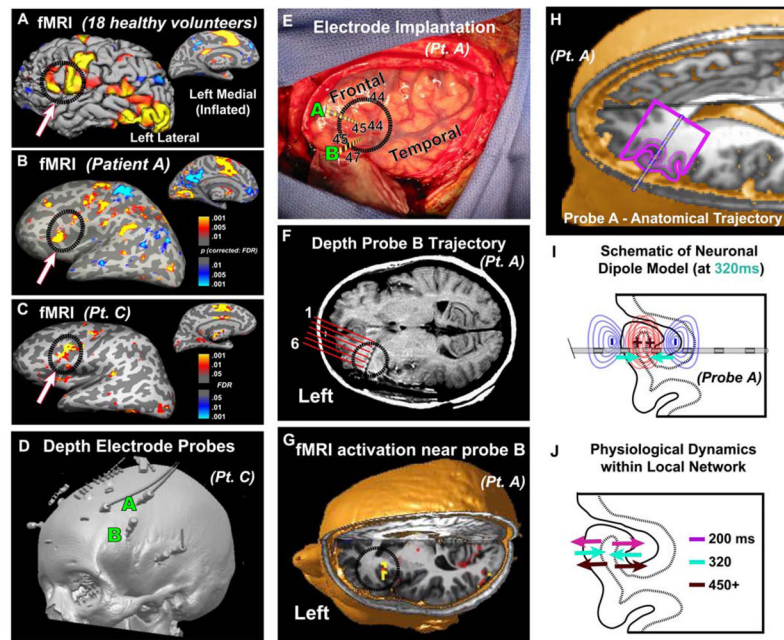 A
fMRI (18 healthy volunteers)
Left Medial
(Inflated)
Left Lateral
B
fMRI
(Patient A)
.001
.005
.01
p (corrected: FDR)
.01
.005
.001
C
fMRI
(Pt. C)
.001
.005
.01
FDR
.05
.01
.001
D
Depth Electrode Probes
(Pt. C)
A
B
E
Electrode Implantation
(Pt. A)
Frontal
44
A
45
44
45
B
47
Temporal
F
Depth Probe B Trajectory
(Pt. A)
1
6
Left
G
fMRI activation near probe B
(Pt. A)
Left
H
(Pt. A)
Probe A - Anatomical Trajectory
I
Schematic of Neuronal
Dipole Model (at 320ms)
- + + -
(Probe A)
J
Physiological Dynamics
within Local Network
200 ms
320
450+